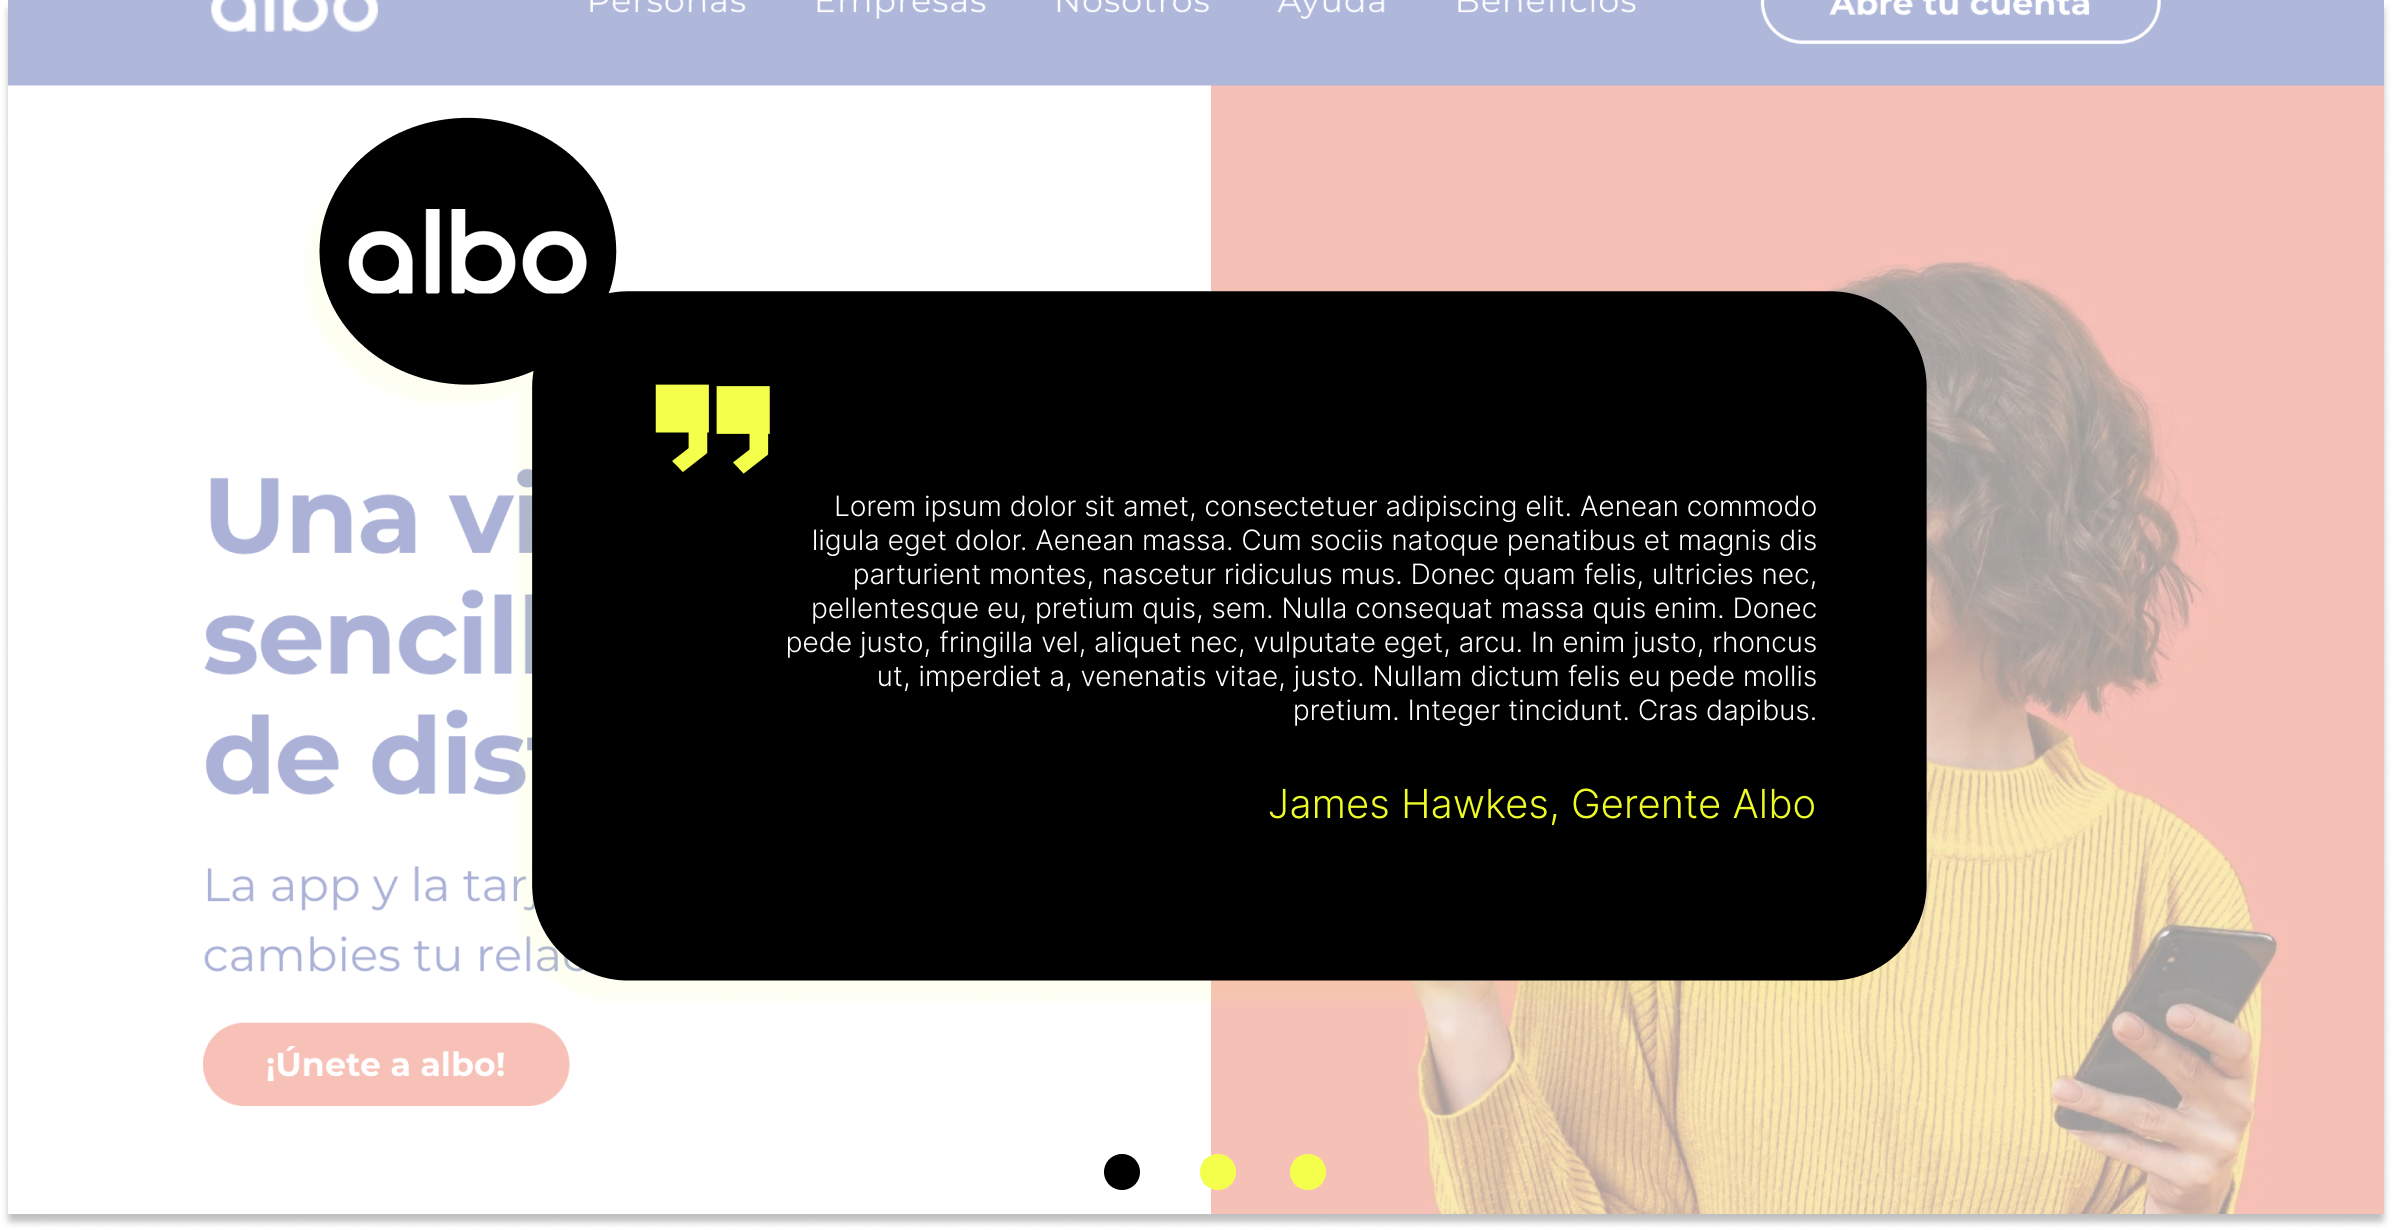 albo
Personas Empresas Nosotros Ayuda Beneficios Abre tu cuenta
albo
Una vi
sencill
de dis
La app y la tar
cambies tu rela
¡Únete a albo!
”
Lorem ipsum dolor sit amet, consectetuer adipiscing elit. Aenean commodo
ligula eget dolor. Aenean massa. Cum sociis natoque penatibus et magnis dis
parturient montes, nascetur ridiculus mus. Donec quam felis, ultricies nec,
pellentesque eu, pretium quis, sem. Nulla consequat massa quis enim. Donec
pede justo, fringilla vel, aliquet nec, vulputate eget, arcu. In enim justo, rhoncus
ut, imperdiet a, venenatis vitae, justo. Nullam dictum felis eu pede mollis
pretium. Integer tincidunt. Cras dapibus.
James Hawkes, Gerente Albo